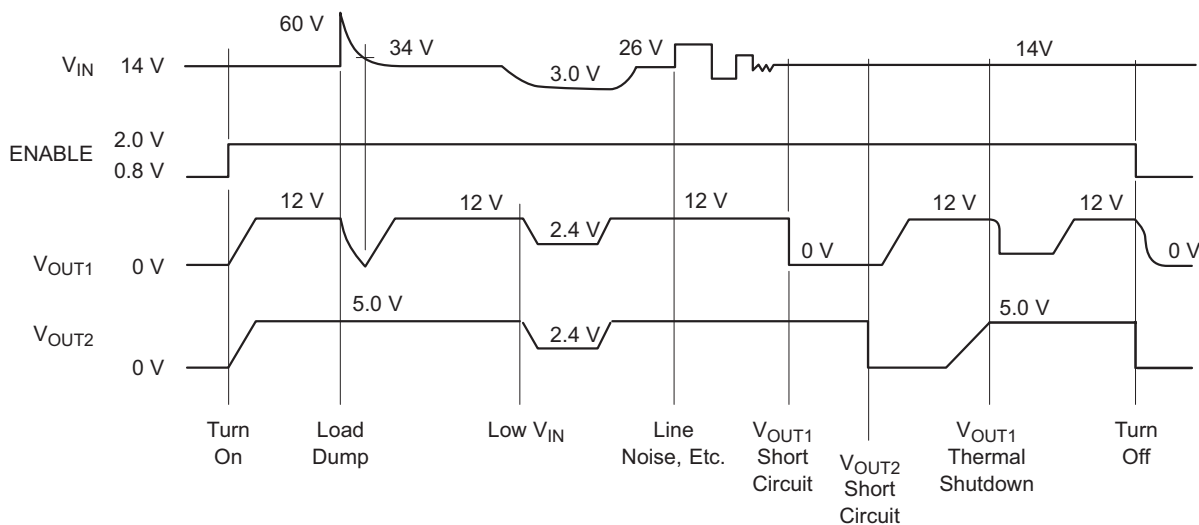 60 V
34 V
26 V
14V
V_IN 14 V
3.0 V
2.0 V
ENABLE
0.8 V
12 V 12 V 12 V 12 V 12 V
2.4 V
V_OUT1 0 V
0 V
0 V
5.0 V 5.0 V
V_OUT2
2.4 V
0 V
Turn
On
Load
Dump
Low V_IN
Line
Noise, Etc.
V_OUT1
Short
Circuit
V_OUT2
Short
Circuit
V_OUT1
Thermal
Shutdown
Turn
Off